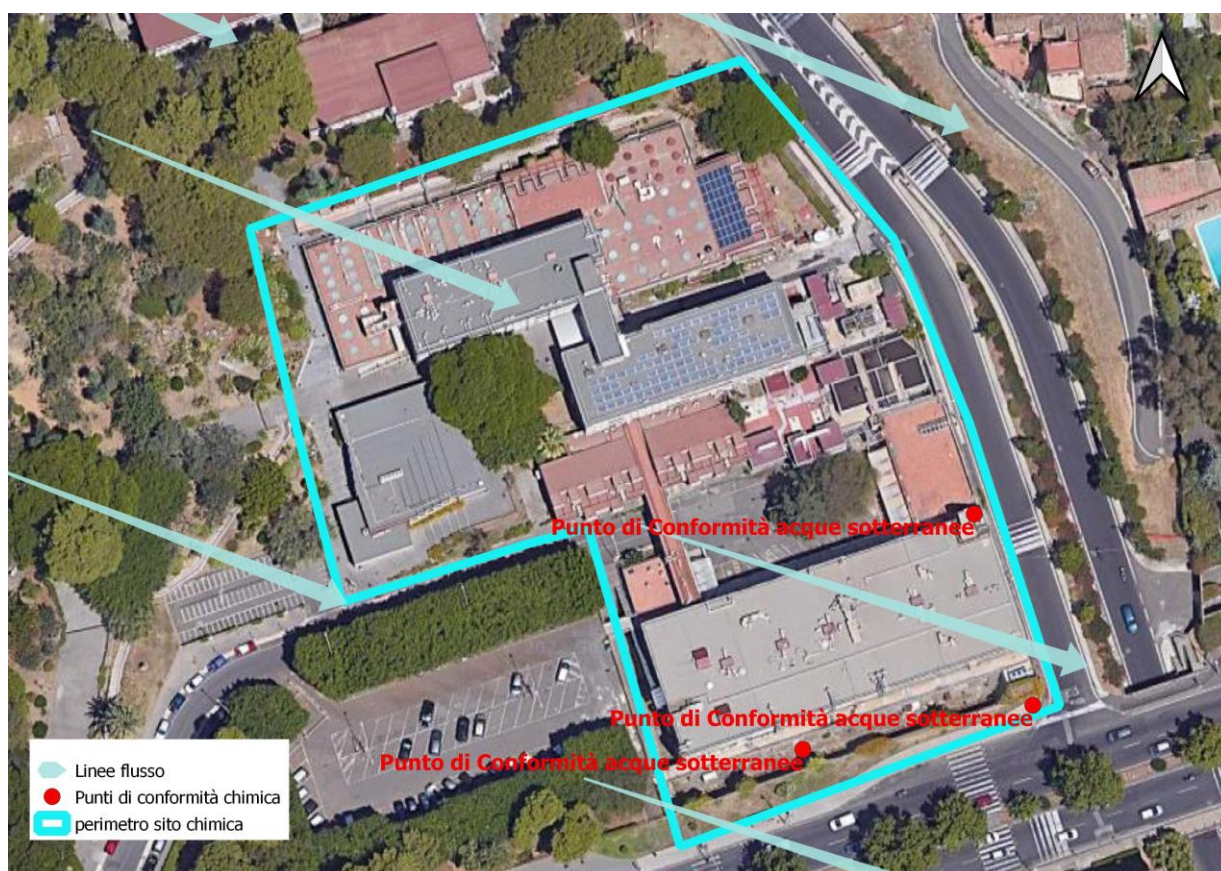 Punto di Conformità acque sotterranee
Punto di Conformità acque sotterranee
Punto di Conformità acque sotterranee
Linee flusso
Punti di conformità chimica
perimetro sito chimica